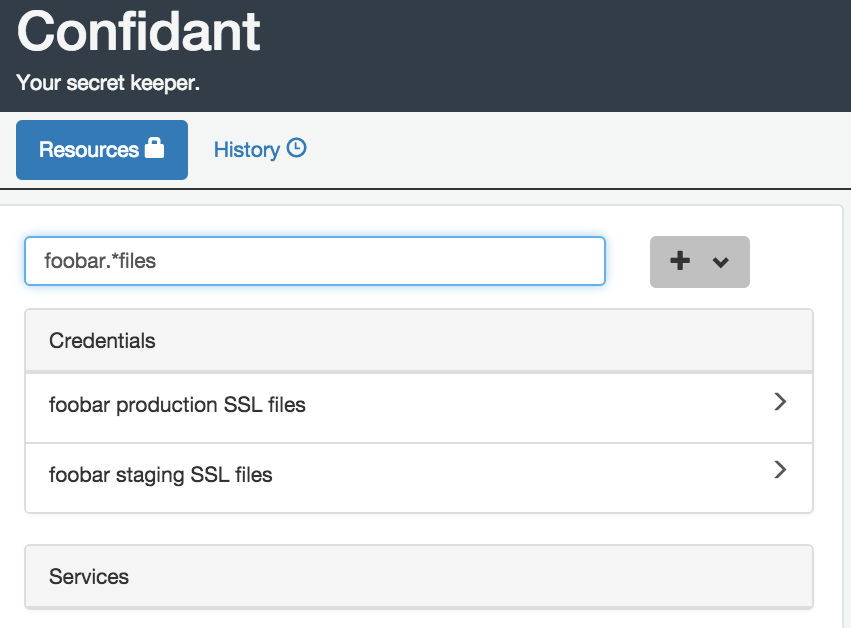 Confidant
Your secret keeper.
Resources
History
foobar.*files
Credentials
foobar production SSL files
foobar staging SSL files
Services